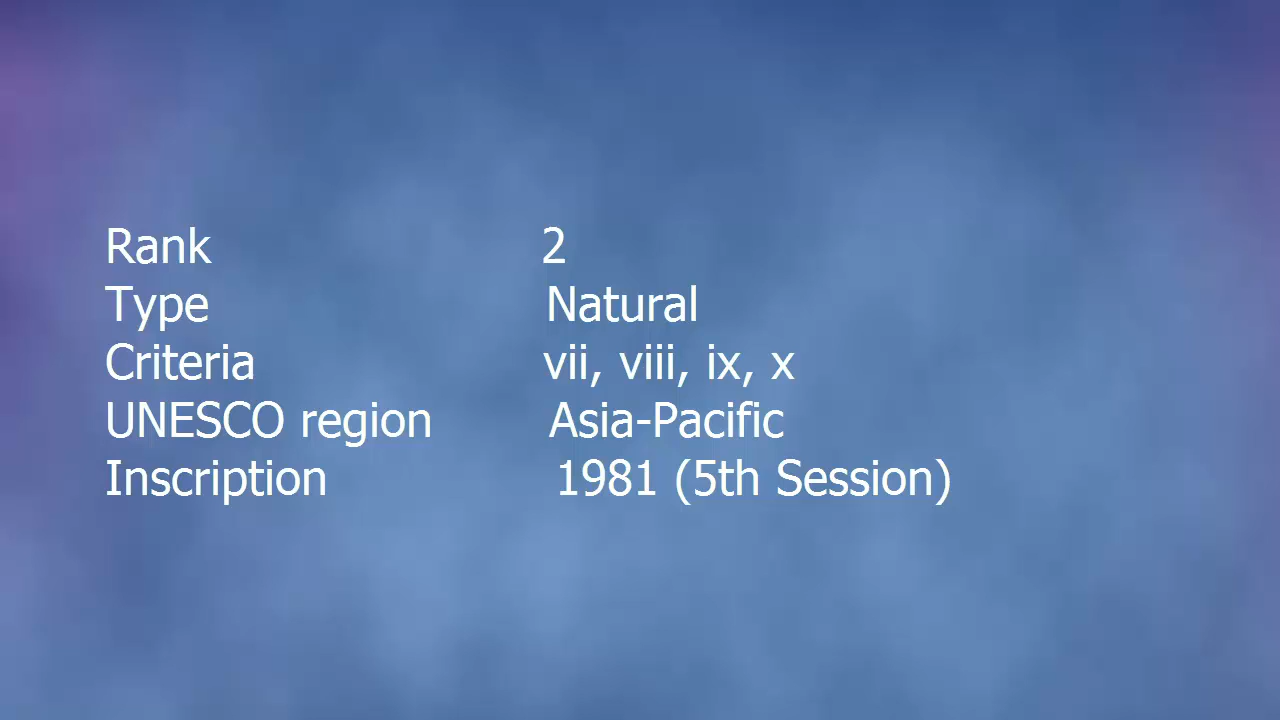 Rank 2
Type Natural
Criteria vii, viii, ix, x
UNESCO region Asia-Pacific
Inscription 1981 (5th Session)